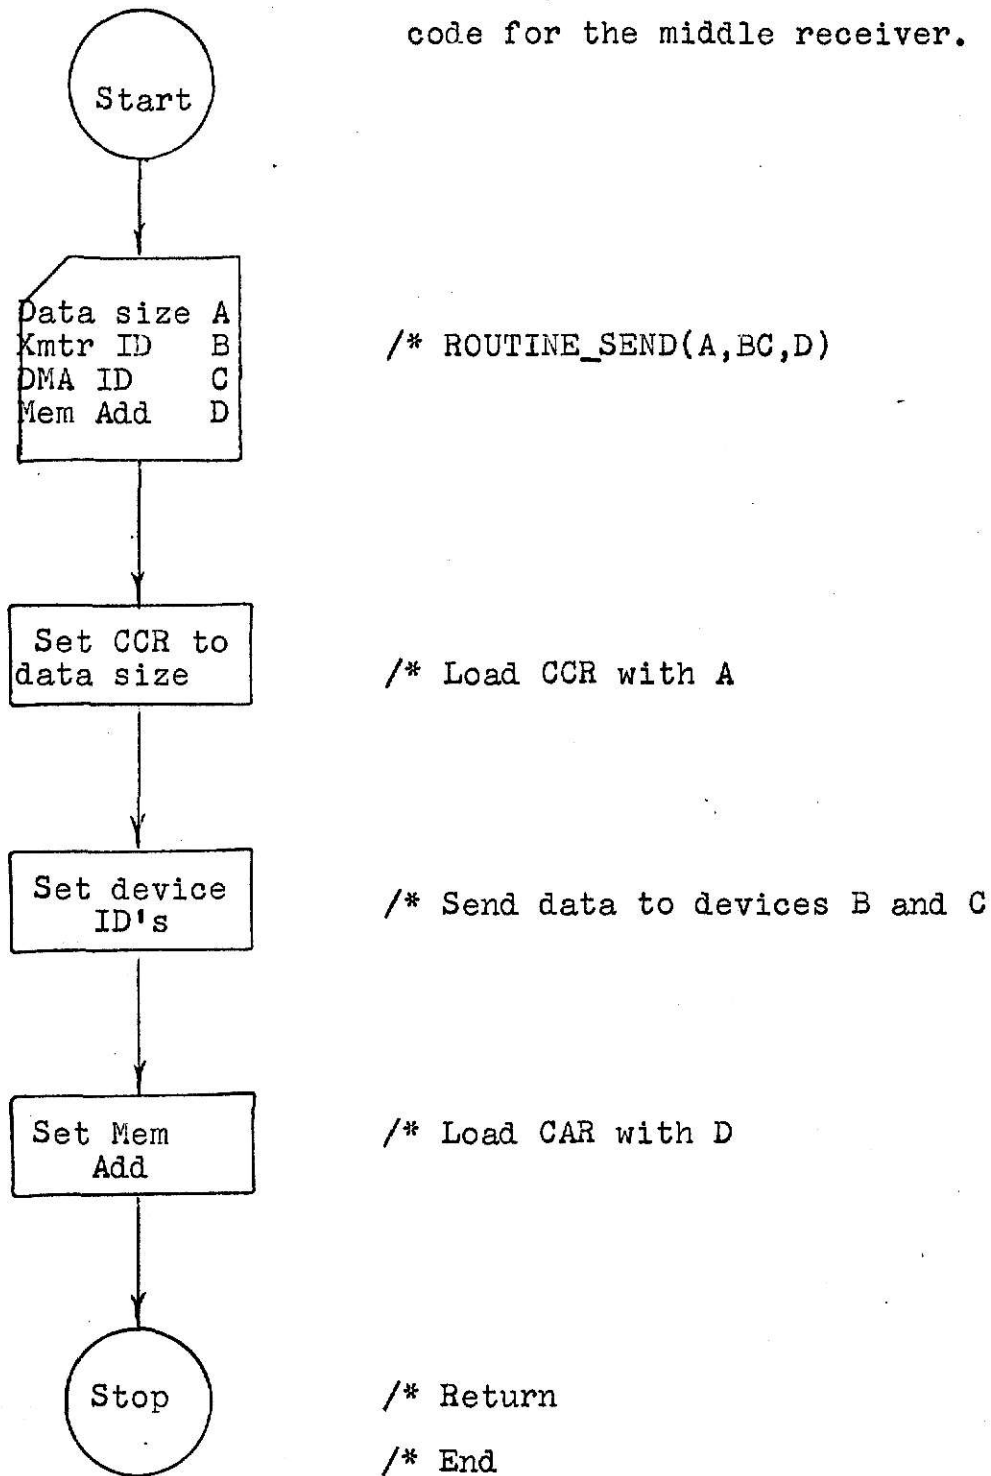 code for the middle receiver.
Start
Data size A
Xmtr ID B
DMA ID C
Mem Add D
/* ROUTINE_SEND(A,BC,D)
Set CCR to
data size
/* Load CCR with A
Set device
ID's
/* Send data to devices B and C
Set Mem
Add
/* Load CAR with D
Stop
/* Return
/* End